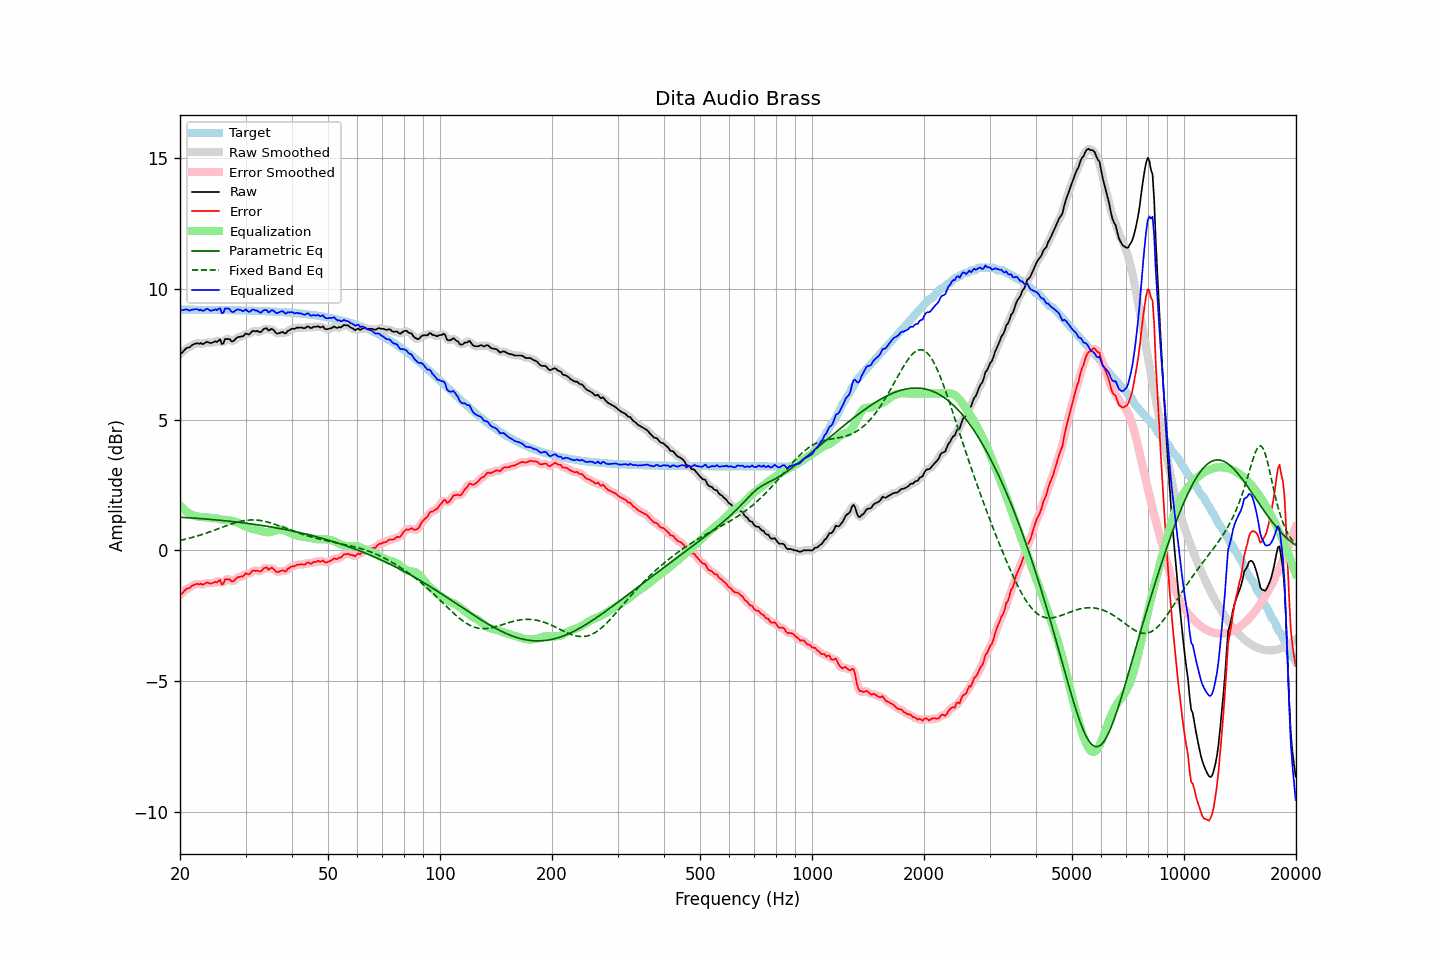 Dita Audio Brass
Target
Raw Smoothed
Error Smoothed
Raw
Error
Equalization
Parametric Eq
Fixed Band Eq
Equalized
15
10
5
0
−5
−10
Amplitude (dBr)
20 50 100 200 500 1000 2000 5000 10000 20000
Frequency (Hz)